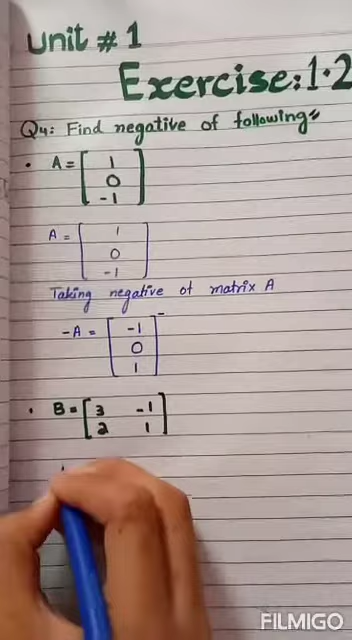 Unit # 1
Exercise: 1.2
Q4: Find negative of following:
• A = [ 1
0
-1 ]
A = [ 1
0
-1 ]
Taking negative of matrix A
-A = [ -1
0
1 ]
• B = [ 3 -1
2 1 ]
FILMIGO